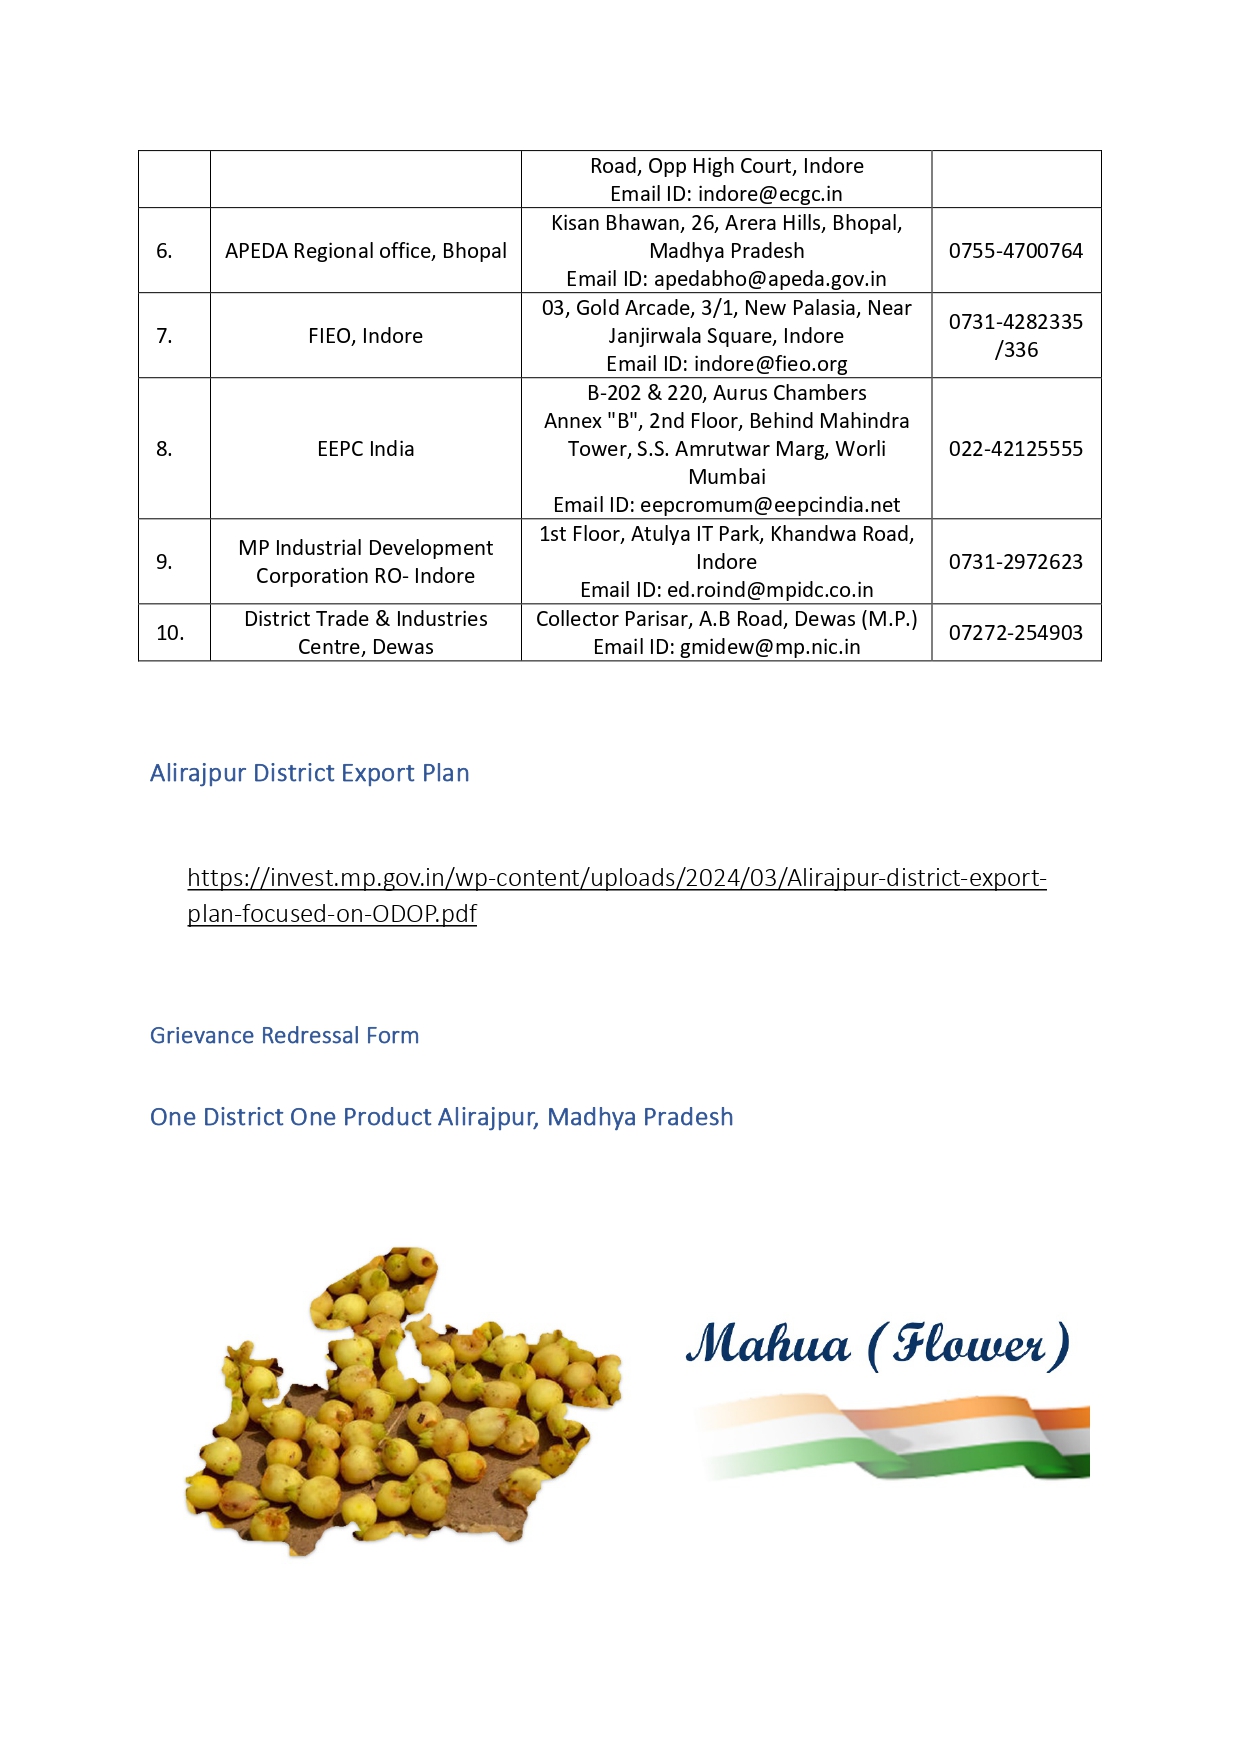 Road, Opp High Court, Indore
Email ID: indore@ecgc.in
6.
APEDA Regional office, Bhopal
Kisan Bhawan, 26, Arera Hills, Bhopal,
Madhya Pradesh
Email ID: apedabho@apeda.gov.in
0755-4700764
7.
FIEO, Indore
03, Gold Arcade, 3/1, New Palasia, Near
Janjirwala Square, Indore
Email ID: indore@fieo.org
0731-4282335
/336
8.
EEPC India
B-202 & 220, Aurus Chambers
Annex "B", 2nd Floor, Behind Mahindra
Tower, S.S. Amrutwar Marg, Worli
Mumbai
Email ID: eepcromum@eepcindia.net
022-42125555
9.
MP Industrial Development
Corporation RO- Indore
1st Floor, Atulya IT Park, Khandwa Road,
Indore
Email ID: ed.roind@mpidc.co.in
0731-2972623
10.
District Trade & Industries
Centre, Dewas
Collector Parisar, A.B Road, Dewas (M.P.)
Email ID: gmidew@mp.nic.in
07272-254903
Alirajpur District Export Plan
https://invest.mp.gov.in/wp-content/uploads/2024/03/Alirajpur-district-export-
plan-focused-on-ODOP.pdf
Grievance Redressal Form
One District One Product Alirajpur, Madhya Pradesh
Mahua (Flower)